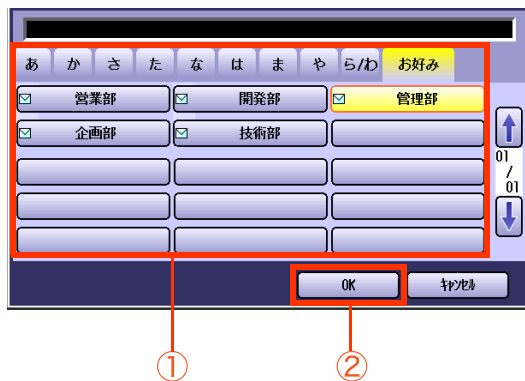 あ か さ た な は ま や ら/わ お好み
営業部 開発部 管理部
企画部 技術部
01
/
01
OK ｷｬﾝｾﾙ
① ②